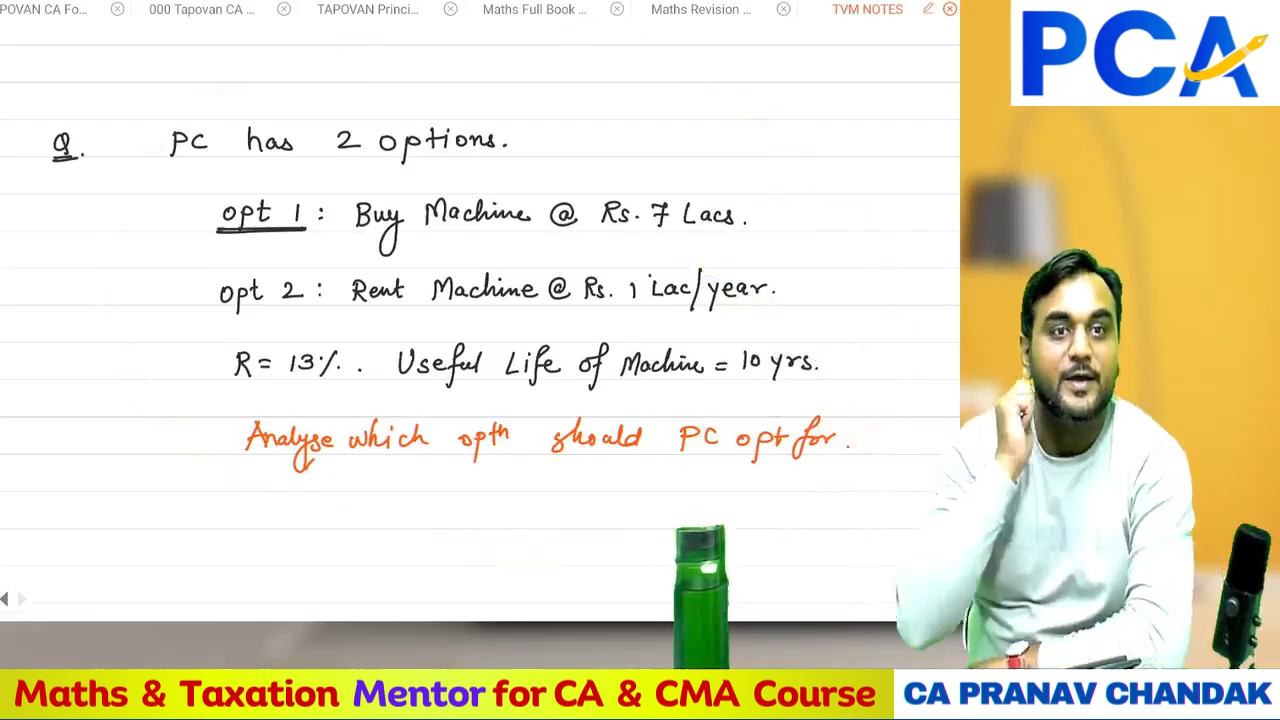 POVAN CA Fo...
000 Tapovan CA ...
TAPOVAN Princi...
Maths Full Book ...
Maths Revision ...
TVM NOTES
PCA
Q. PC has 2 options.
opt 1 : Buy Machine @ Rs. 7 Lacs.
opt 2 : Rent Machine @ Rs. 1 Lac/year.
R = 13%. Useful Life of Machine = 10 yrs.
Analyse which optn should PC opt for.
Maths & Taxation Mentor for CA & CMA Course
CA PRANAV CHANDAK